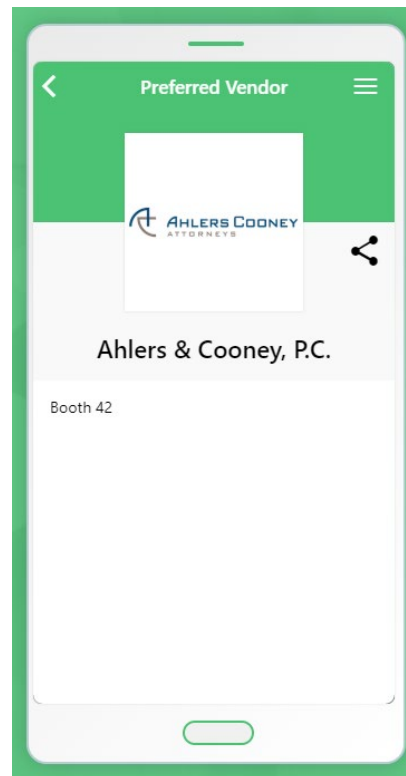 Preferred Vendor
AHLERS COONEY
ATTORNEYS
Ahlers & Cooney, P.C.
Booth 42